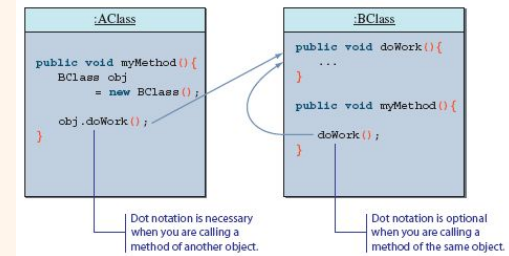 :AClass
public void myMethod(){
BClass obj
= new BClass();
obj.doWork();
}
:BClass
public void doWork(){
...
}
public void myMethod(){
doWork();
}
Dot notation is necessary
when you are calling a
method of another object.
Dot notation is optional
when you are calling a
method of the same object.